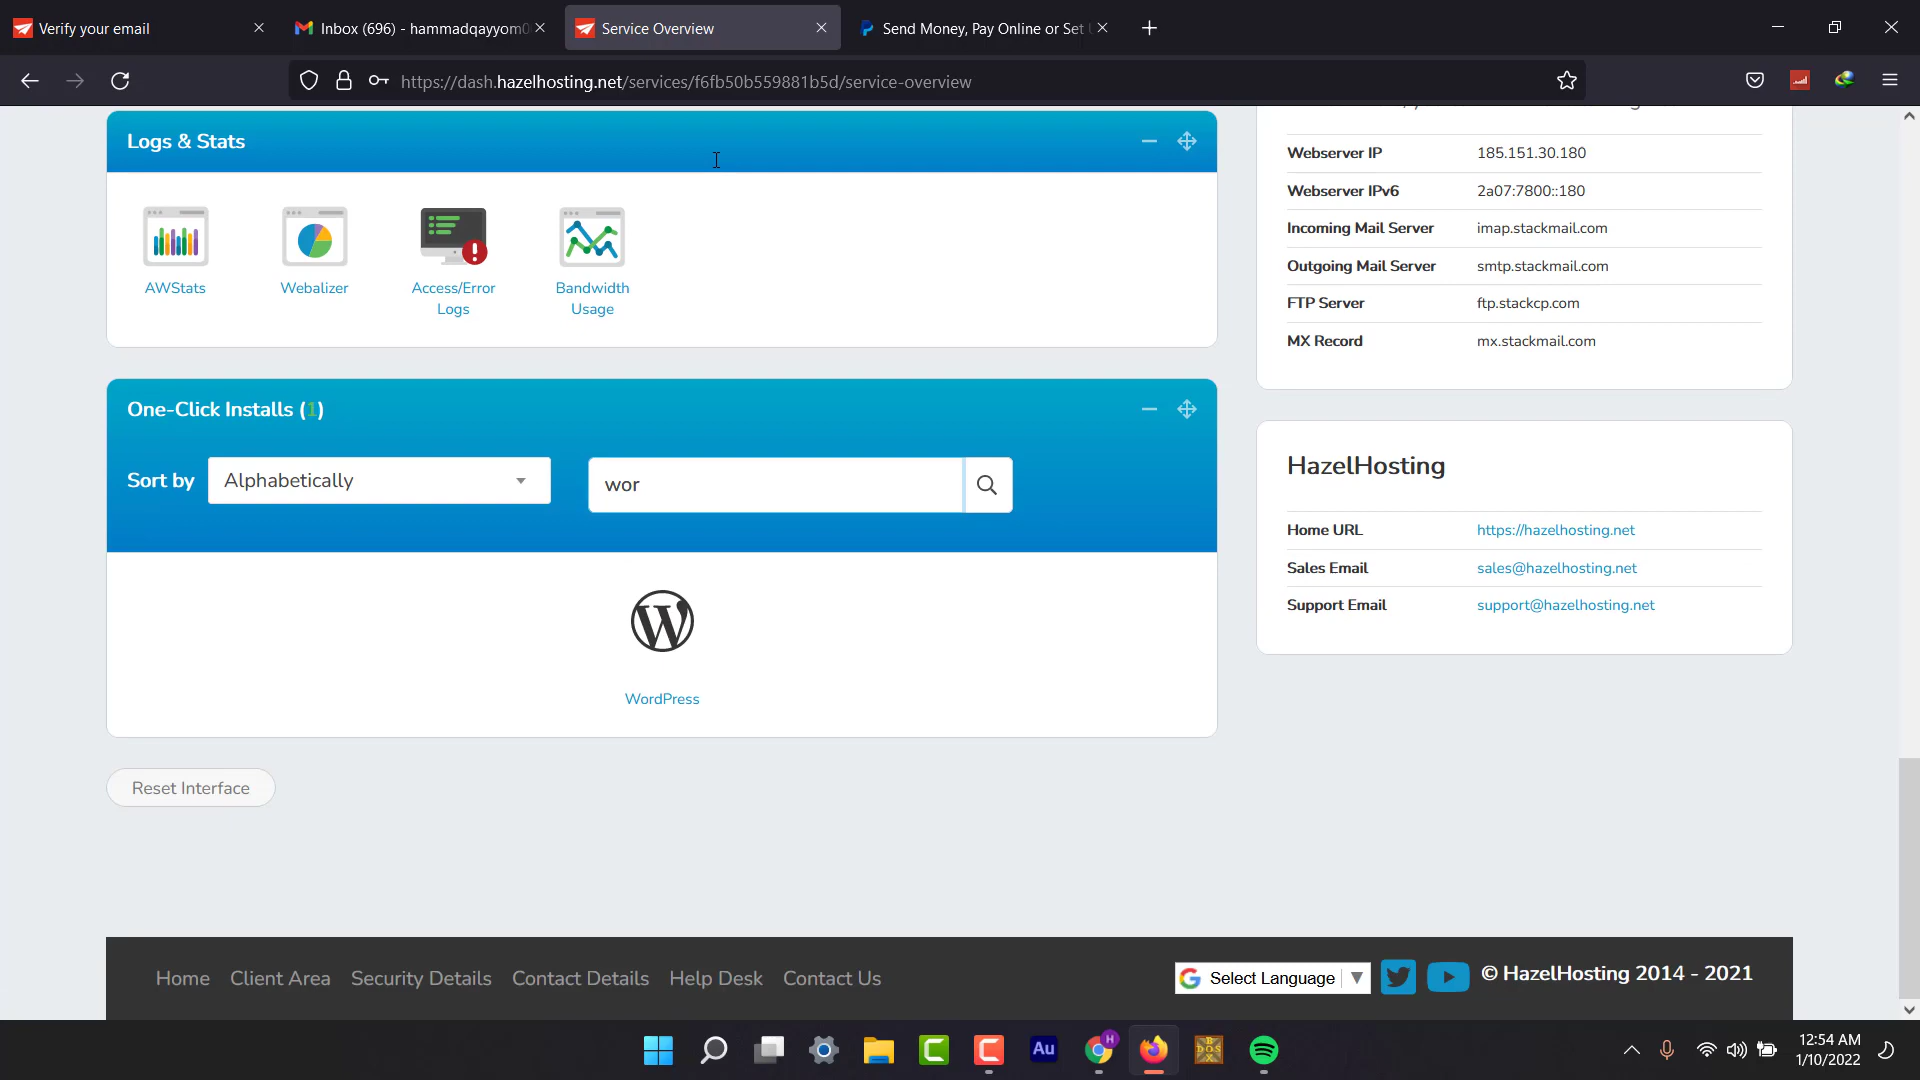 Verify your email
Inbox (696) - hammadqayyom0
Service Overview
Send Money, Pay Online or Set
https://dash.hazelhosting.net/services/f6fb50b559881b5d/service-overview
Logs & Stats
AWStats
Webalizer
Access/Error
Logs
Bandwidth
Usage
One-Click Installs (1)
Sort by
Alphabetically
wor
WordPress
Reset Interface
Webserver IP
185.151.30.180
Webserver IPv6
2a07:7800::180
Incoming Mail Server
imap.stackmail.com
Outgoing Mail Server
smtp.stackmail.com
FTP Server
ftp.stackcp.com
MX Record
mx.stackmail.com
HazelHosting
Home URL
https://hazelhosting.net
Sales Email
sales@hazelhosting.net
Support Email
support@hazelhosting.net
Home
Client Area
Security Details
Contact Details
Help Desk
Contact Us
G Select Language ▼
© HazelHosting 2014 - 2021
Au
H
DOS
12:54 AM
1/10/2022